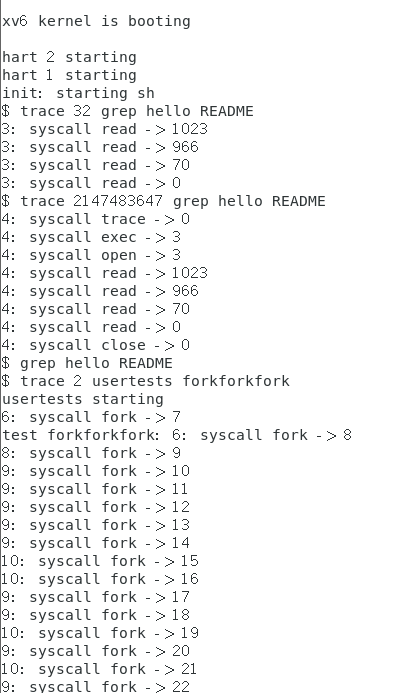 xv6 kernel is booting
hart 2 starting
hart 1 starting
init: starting sh
$ trace 32 grep hello README
3: syscall read -> 1023
3: syscall read -> 966
3: syscall read -> 70
3: syscall read -> 0
$ trace 2147483647 grep hello README
4: syscall trace -> 0
4: syscall exec -> 3
4: syscall open -> 3
4: syscall read -> 1023
4: syscall read -> 966
4: syscall read -> 70
4: syscall read -> 0
4: syscall close -> 0
$ grep hello README
$ trace 2 usertests forkforkfork
usertests starting
6: syscall fork -> 7
test forkforkfork: 6: syscall fork -> 8
8: syscall fork -> 9
9: syscall fork -> 10
9: syscall fork -> 11
9: syscall fork -> 12
9: syscall fork -> 13
9: syscall fork -> 14
10: syscall fork -> 15
10: syscall fork -> 16
9: syscall fork -> 17
9: syscall fork -> 18
10: syscall fork -> 19
9: syscall fork -> 20
10: syscall fork -> 21
9: syscall fork -> 22